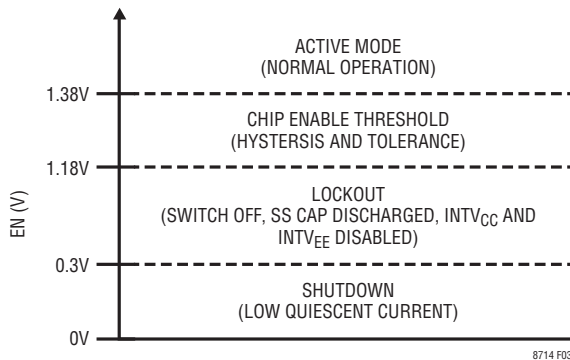 ACTIVE MODE
(NORMAL OPERATION)
1.38V
CHIP ENABLE THRESHOLD
(HYSTERSIS AND TOLERANCE)
1.18V
LOCKOUT
(SWITCH OFF, SS CAP DISCHARGED, INTVCC AND
INTVEE DISABLED)
EN (V)
0.3V
SHUTDOWN
(LOW QUIESCENT CURRENT)
0V
8714 F03